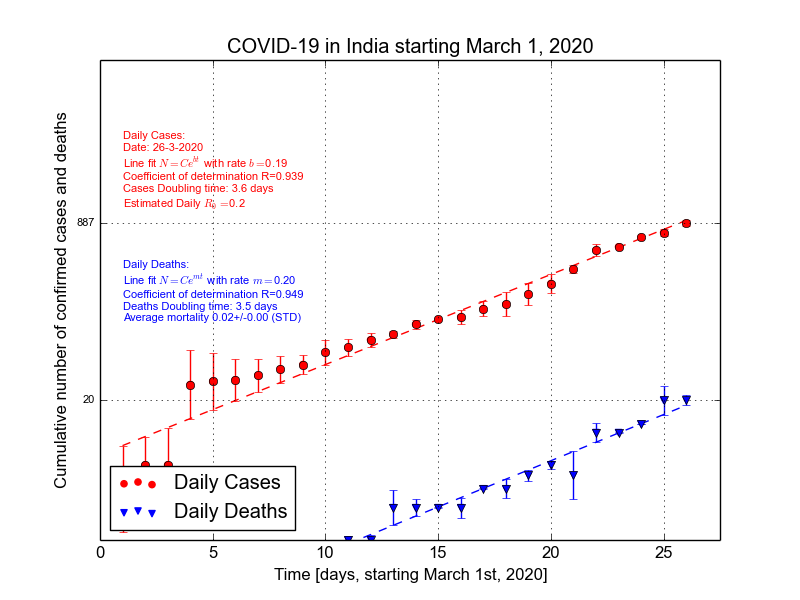 COVID-19 in India starting March 1, 2020
Cumulative number of confirmed cases and deaths
Daily Cases:
Date: 26-3-2020
Line fit N=Ce^{bt} with rate b=0.19
Coefficient of determination R=0.939
Cases Doubling time: 3.6 days
Estimated Daily R_0=0.2
887
Daily Deaths:
Line fit N=Ce^{mt} with rate m=0.20
Coefficient of determination R=0.949
Deaths Doubling time: 3.5 days
Average mortality 0.02+/-0.00 (STD)
20
Daily Cases
Daily Deaths
0 5 10 15 20 25
Time [days, starting March 1st, 2020]